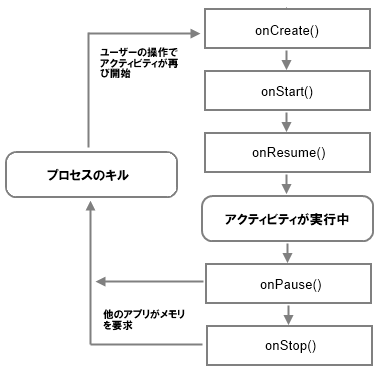 onCreate()
ユーザーの操作で
アクティビティが再
び開始
onStart()
onResume()
プロセスのキル
アクティビティが実行中
onPause()
他のアプリがメモリ
を要求
onStop()